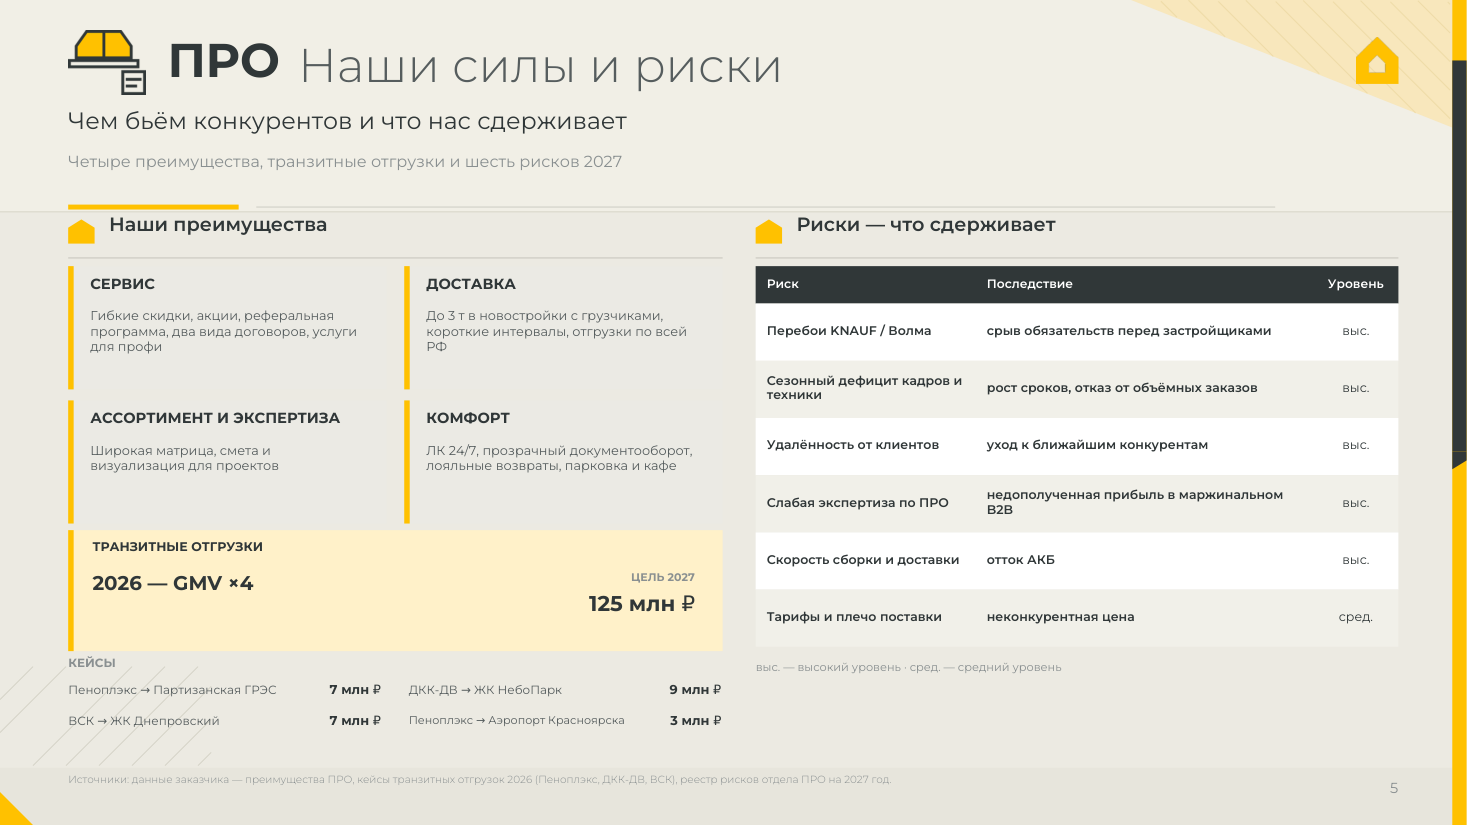 ПРО Наши силы и риски
Чем бьём конкурентов и что нас сдерживает
Четыре преимущества, транзитные отгрузки и шесть рисков 2027
Наши преимущества
СЕРВИС
Гибкие скидки, акции, реферальная
программа, два вида договоров, услуги
для профи
ДОСТАВКА
До 3 т в новостройки с грузчиками,
короткие интервалы, отгрузки по всей
РФ
АССОРТИМЕНТ И ЭКСПЕРТИЗА
Широкая матрица, смета и
визуализация для проектов
КОМФОРТ
ЛК 24/7, прозрачный документооборот,
лояльные возвраты, парковка и кафе
ТРАНЗИТНЫЕ ОТГРУЗКИ
2026 — GMV ×4
ЦЕЛЬ 2027
125 млн ₽
КЕЙСЫ
Пеноплэкс → Партизанская ГРЭС 7 млн ₽
ДКК-ДВ → ЖК НебоПарк 9 млн ₽
ВСК → ЖК Днепровский 7 млн ₽
Пеноплэкс → Аэропорт Красноярска 3 млн ₽
Риски — что сдерживает
Риск Последствие Уровень
Перебои KNAUF / Волма срыв обязательств перед застройщиками выс.
Сезонный дефицит кадров и
техники
рост сроков, отказ от объёмных заказов выс.
Удалённость от клиентов уход к ближайшим конкурентам выс.
Слабая экспертиза по ПРО
недополученная прибыль в маржинальном
B2B
выс.
Скорость сборки и доставки отток АКБ выс.
Тарифы и плечо поставки неконкурентная цена сред.
выс. — высокий уровень · сред. — средний уровень
Источники: данные заказчика — преимущества ПРО, кейсы транзитных отгрузок 2026 (Пеноплэкс, ДКК-ДВ, ВСК), реестр рисков отдела ПРО на 2027 год.
5